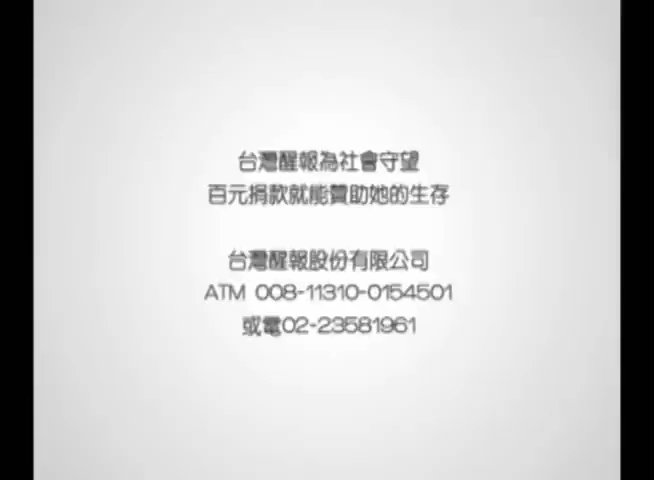 台灣醒報為社會守望
百元捐款就能贊助她的生存
台灣醒報股份有限公司
ATM 008-11310-0154501
或電02-23581961